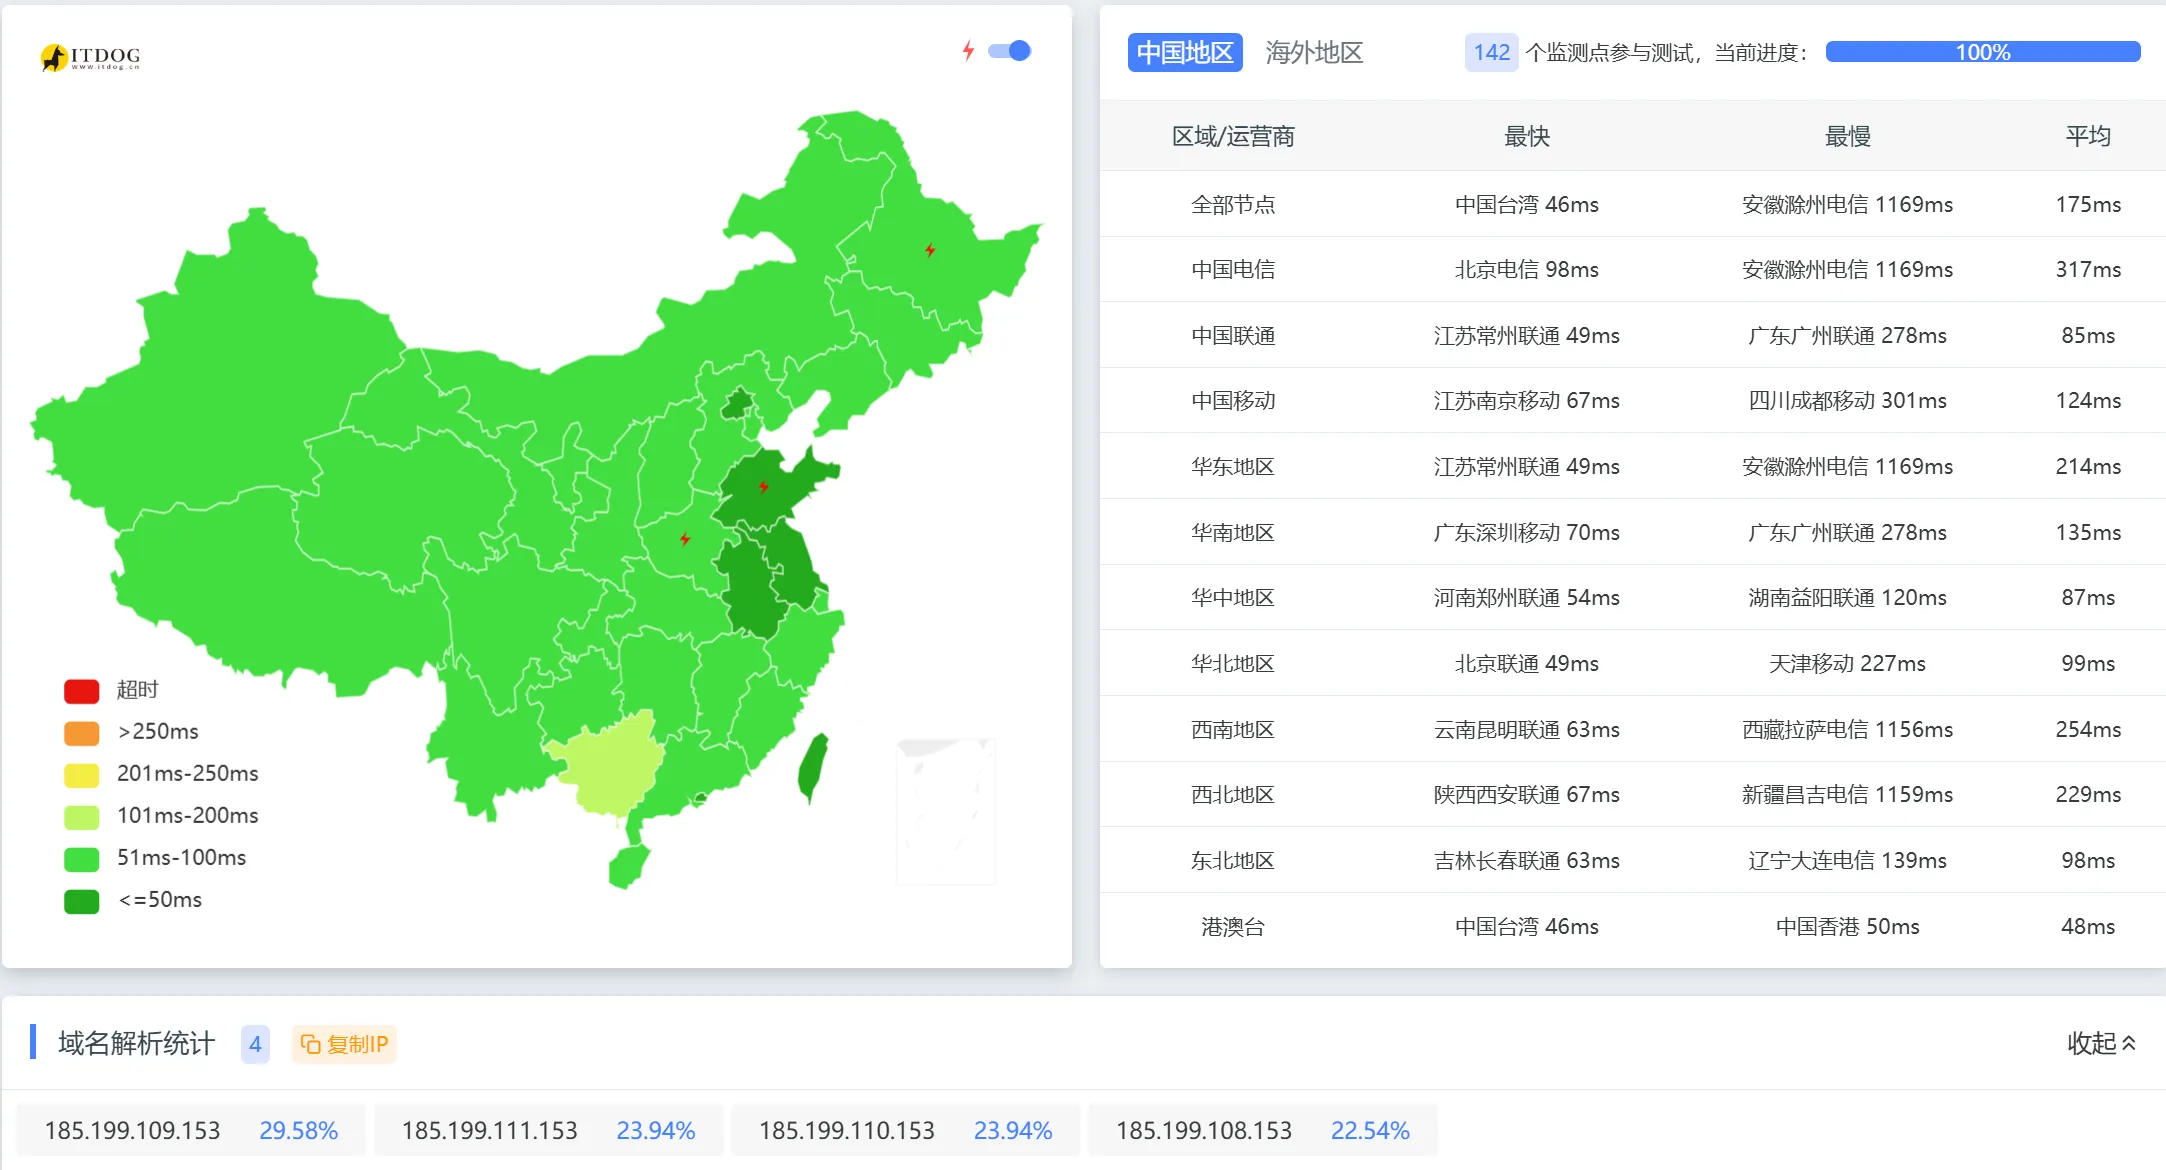 ITDOG
www.itdog.cn
超时
>250ms
201ms-250ms
101ms-200ms
51ms-100ms
<=50ms
中国地区 海外地区 142 个监测点参与测试，当前进度： 100%
区域/运营商 最快 最慢 平均
全部节点 中国台湾 46ms 安徽滁州电信 1169ms 175ms
中国电信 北京电信 98ms 安徽滁州电信 1169ms 317ms
中国联通 江苏常州联通 49ms 广东广州联通 278ms 85ms
中国移动 江苏南京移动 67ms 四川成都移动 301ms 124ms
华东地区 江苏常州联通 49ms 安徽滁州电信 1169ms 214ms
华南地区 广东深圳移动 70ms 广东广州联通 278ms 135ms
华中地区 河南郑州联通 54ms 湖南益阳联通 120ms 87ms
华北地区 北京联通 49ms 天津移动 227ms 99ms
西南地区 云南昆明联通 63ms 西藏拉萨电信 1156ms 254ms
西北地区 陕西西安联通 67ms 新疆昌吉电信 1159ms 229ms
东北地区 吉林长春联通 63ms 辽宁大连电信 139ms 98ms
港澳台 中国台湾 46ms 中国香港 50ms 48ms
域名解析统计 4 复制IP 收起
185.199.109.153 29.58% 185.199.111.153 23.94% 185.199.110.153 23.94% 185.199.108.153 22.54%